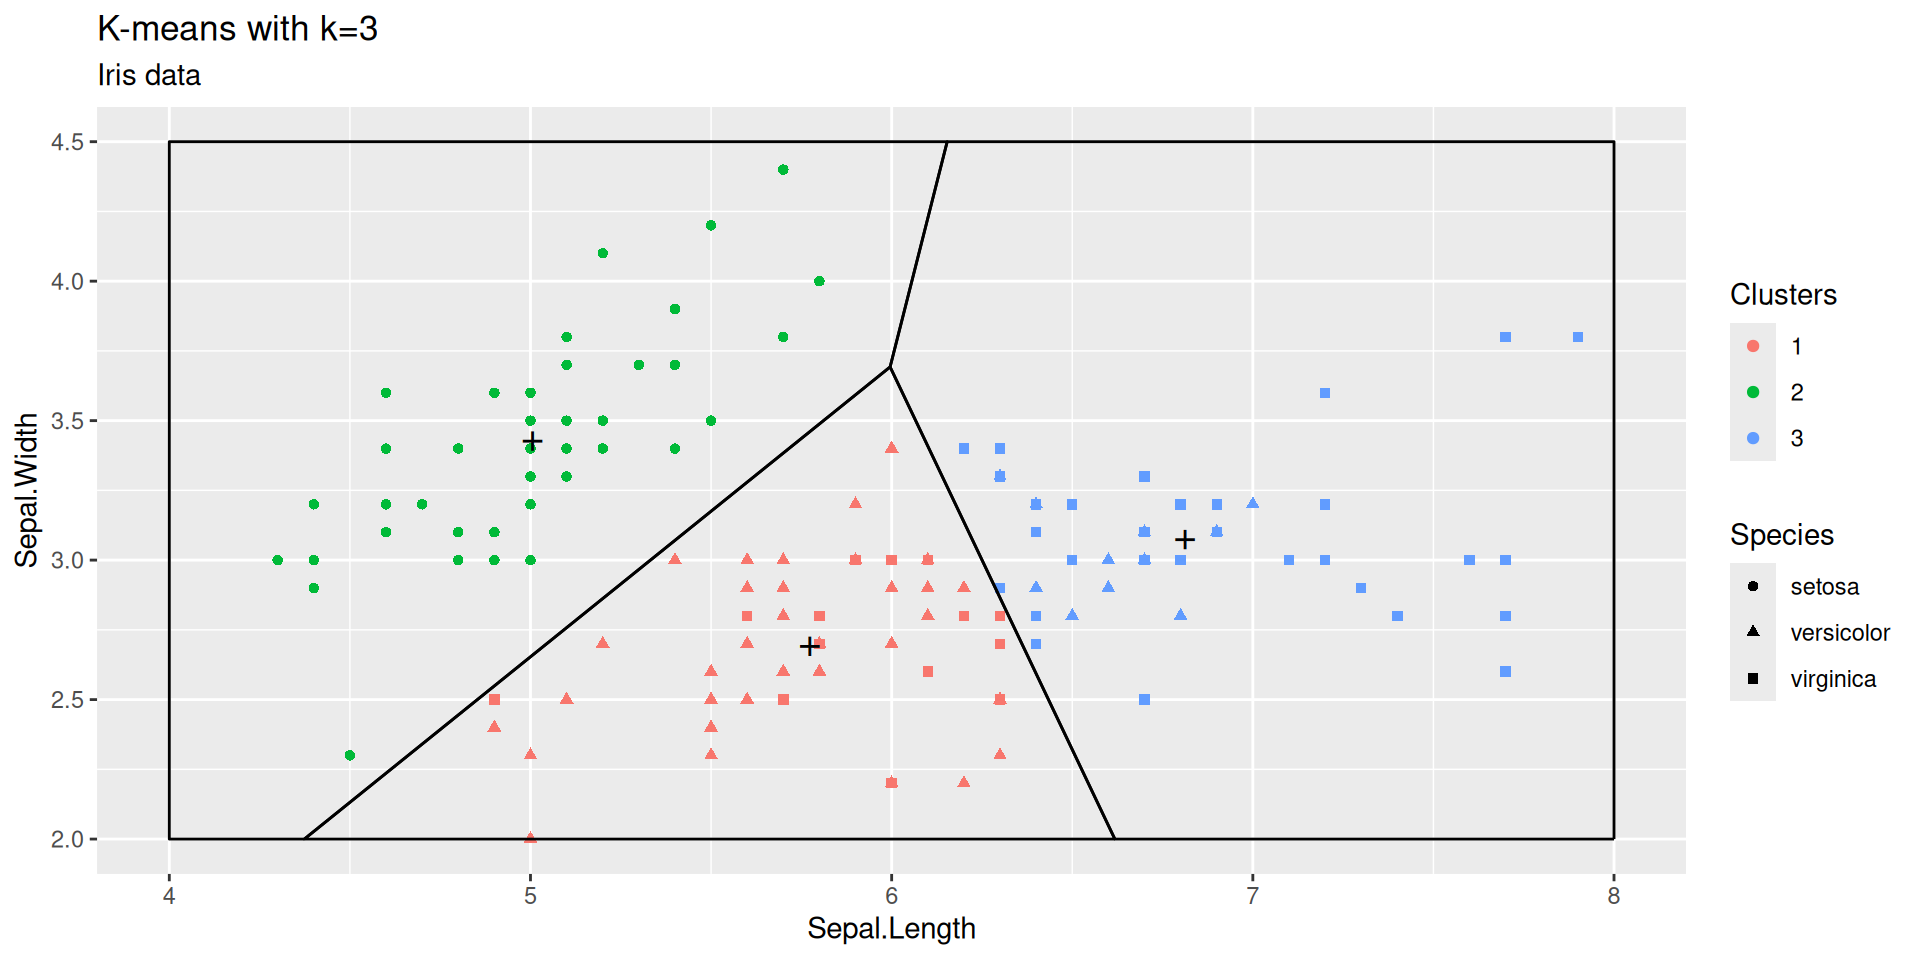 K-means with k=3
Iris data
Sepal.Width
4.5
4.0
3.5
3.0
2.5
2.0
4 5 6 7 8
Sepal.Length
Clusters
1
2
3
Species
setosa
versicolor
virginica